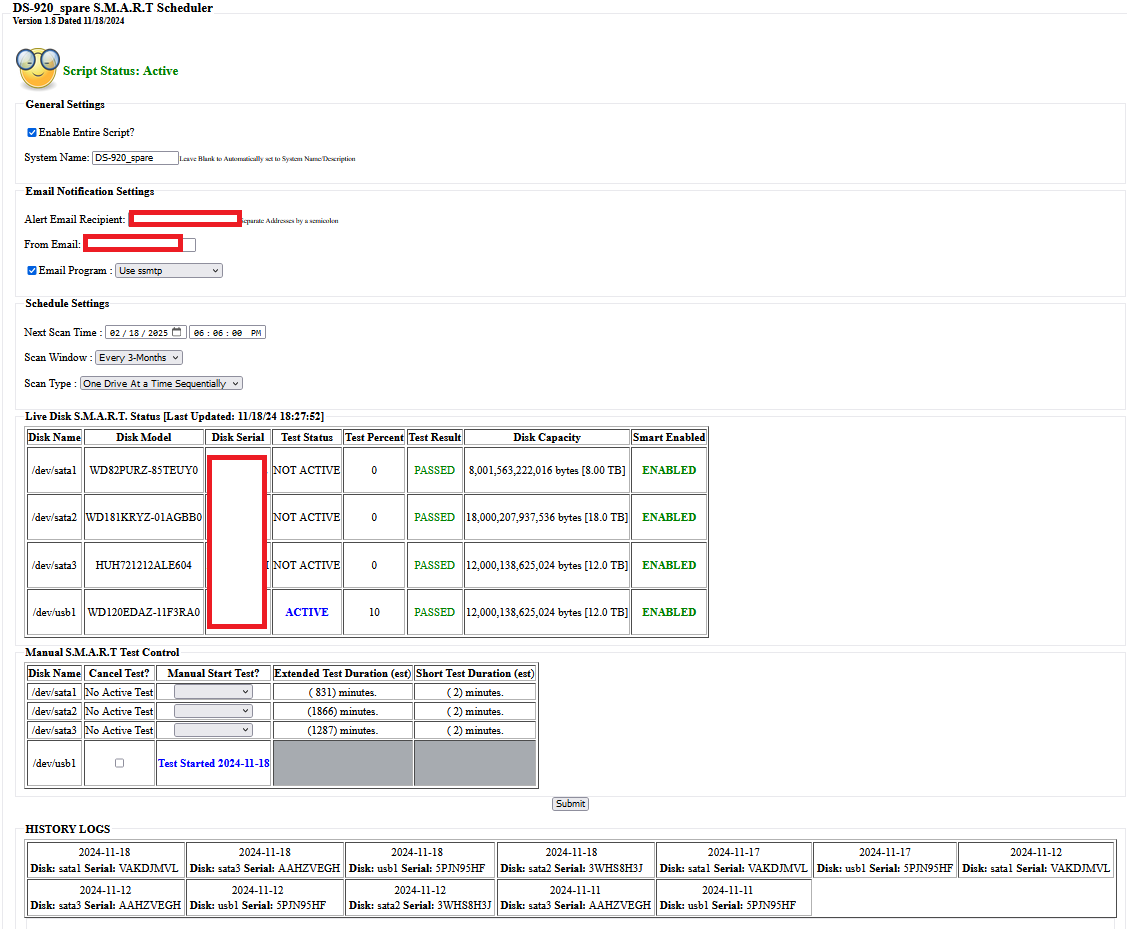 DS-920_spare S.M.A.R.T Scheduler
Version 1.8 Dated 11/18/2024
Script Status: Active
General Settings
Enable Entire Script?
System Name: DS-920_spare Leave Blank to Automatically set to System Name/Description
Email Notification Settings
Alert Email Recipient: Separate Addresses by a semicolon
From Email:
Email Program : Use ssmtp
Schedule Settings
Next Scan Time : 02 / 18 / 2025 06 : 06 : 00 PM
Scan Window : Every 3-Months
Scan Type : One Drive At a Time Sequentially
Live Disk S.M.A.R.T. Status [Last Updated: 11/18/24 18:27:52]
Disk Name Disk Model Disk Serial Test Status Test Percent Test Result Disk Capacity Smart Enabled
/dev/sata1 WD82PURZ-85TEUY0 NOT ACTIVE 0 PASSED 8,001,563,222,016 bytes [8.00 TB] ENABLED
/dev/sata2 WD181KRYZ-01AGBB0 NOT ACTIVE 0 PASSED 18,000,207,937,536 bytes [18.0 TB] ENABLED
/dev/sata3 HUH721212ALE604 NOT ACTIVE 0 PASSED 12,000,138,625,024 bytes [12.0 TB] ENABLED
/dev/usb1 WD120EDAZ-11F3RA0 ACTIVE 10 PASSED 12,000,138,625,024 bytes [12.0 TB] ENABLED
Manual S.M.A.R.T Test Control
Disk Name Cancel Test? Manual Start Test? Extended Test Duration (est) Short Test Duration (est)
/dev/sata1 No Active Test ( 831) minutes. ( 2) minutes.
/dev/sata2 No Active Test (1866) minutes. ( 2) minutes.
/dev/sata3 No Active Test (1287) minutes. ( 2) minutes.
/dev/usb1 Test Started 2024-11-18
Submit
HISTORY LOGS
2024-11-18 2024-11-18 2024-11-18 2024-11-18 2024-11-17 2024-11-17 2024-11-12
Disk: sata1 Serial: VAKDJMVL Disk: sata3 Serial: AAHZVEGH Disk: usb1 Serial: 5PJN95HF Disk: sata2 Serial: 3WHS8H3J Disk: sata1 Serial: VAKDJMVL Disk: usb1 Serial: 5PJN95HF Disk: sata1 Serial: VAKDJMVL
2024-11-12 2024-11-12 2024-11-12 2024-11-11 2024-11-11
Disk: sata3 Serial: AAHZVEGH Disk: usb1 Serial: 5PJN95HF Disk: sata2 Serial: 3WHS8H3J Disk: sata3 Serial: AAHZVEGH Disk: usb1 Serial: 5PJN95HF